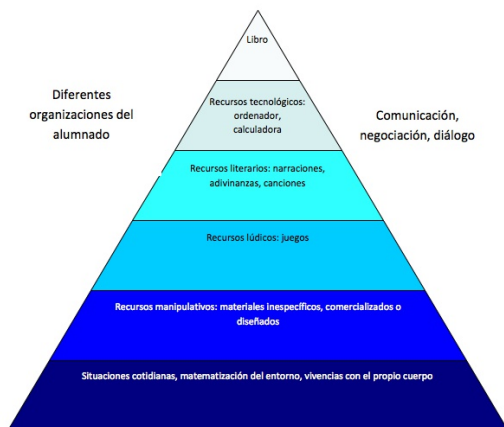 Libro
Diferentes
organizaciones del
alumnado
Recursos tecnológicos:
ordenador,
calculadora
Comunicación,
negociación, diálogo
Recursos literarios: narraciones,
adivinanzas, canciones
Recursos lúdicos: juegos
Recursos manipulativos: materiales inespecíficos, comercializados o
diseñados
Situaciones cotidianas, matematización del entorno, vivencias con el propio cuerpo